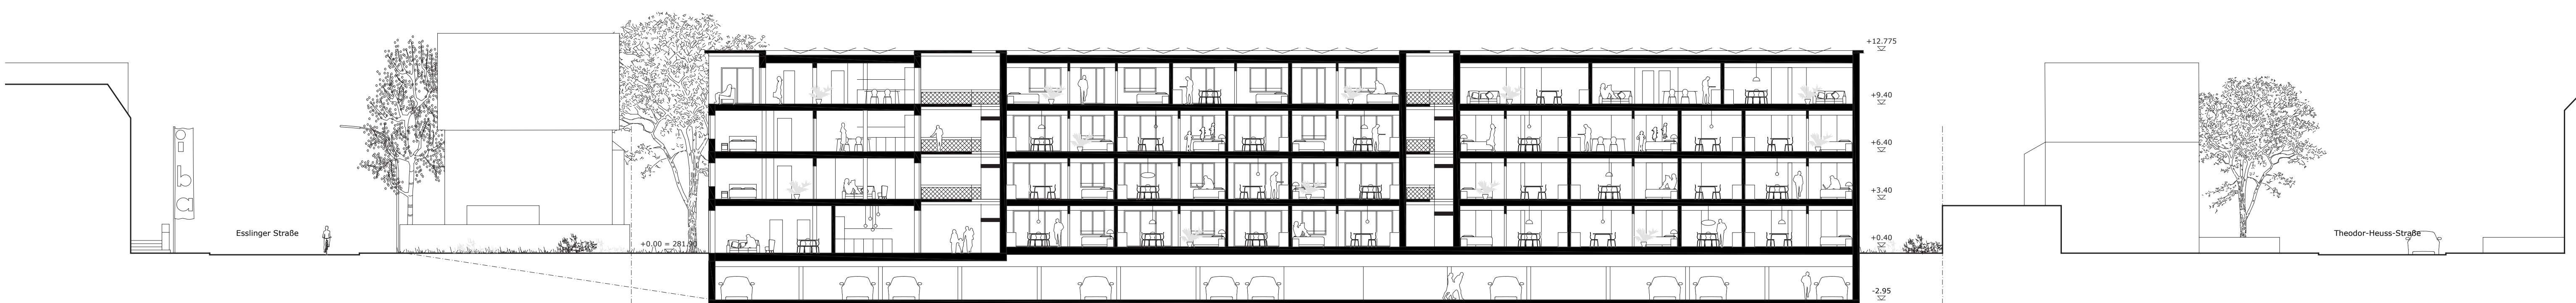 Esslinger Straße
+0.00 = 281.90
+12.775
+9.40
+6.40
+3.40
+0.40
-2.95
Theodor-Heuss-Straße